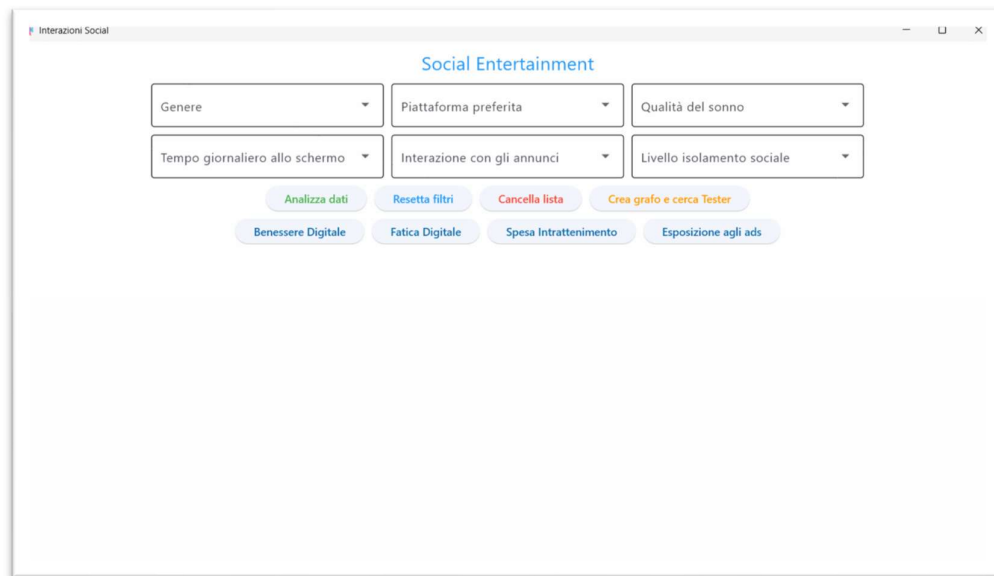 Interazioni Social
Social Entertainment
Genere Piattaforma preferita Qualità del sonno
Tempo giornaliero allo schermo Interazione con gli annunci Livello isolamento sociale
Analizza dati Resetta filtri Cancella lista Crea grafo e cerca Tester
Benessere Digitale Fatica Digitale Spesa Intrattenimento Esposizione agli ads